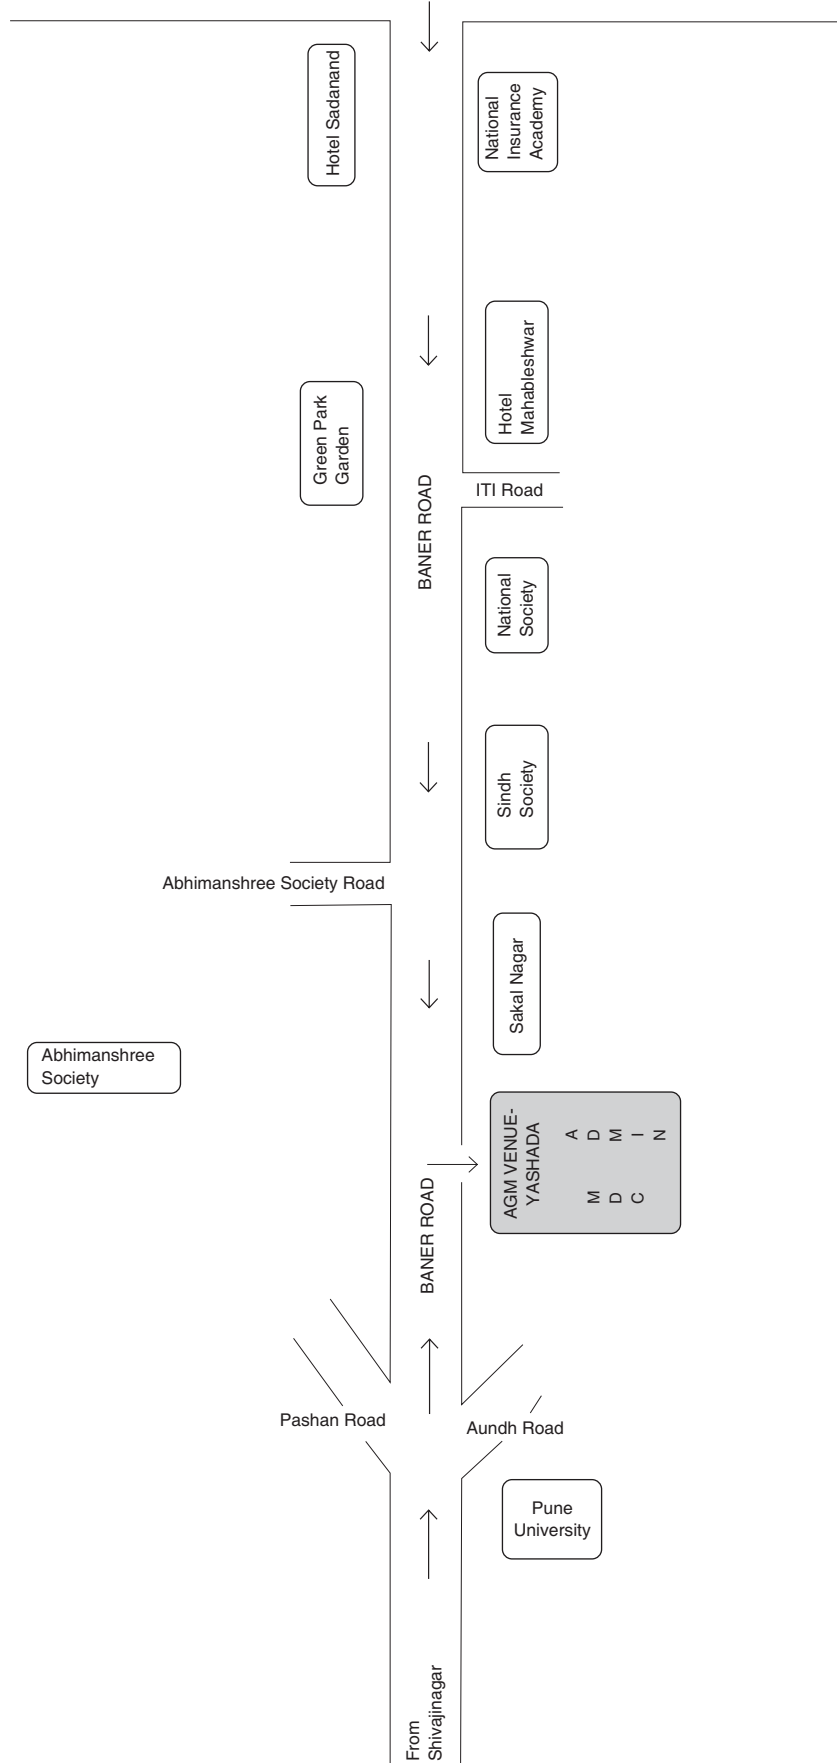 Hotel Sadanand
National
Insurance
Academy
Hotel
Mahableshwar
Green Park
Garden
BANER ROAD
ITI Road
National
Society
Sindh
Society
Abhimanshree Society Road
Sakal Nagar
Abhimanshree
Society
AGM VENUE-
YASHADA
MDC
ADMIN
BANER ROAD
Pashan Road
Aundh Road
Pune
University
From
Shivajinagar